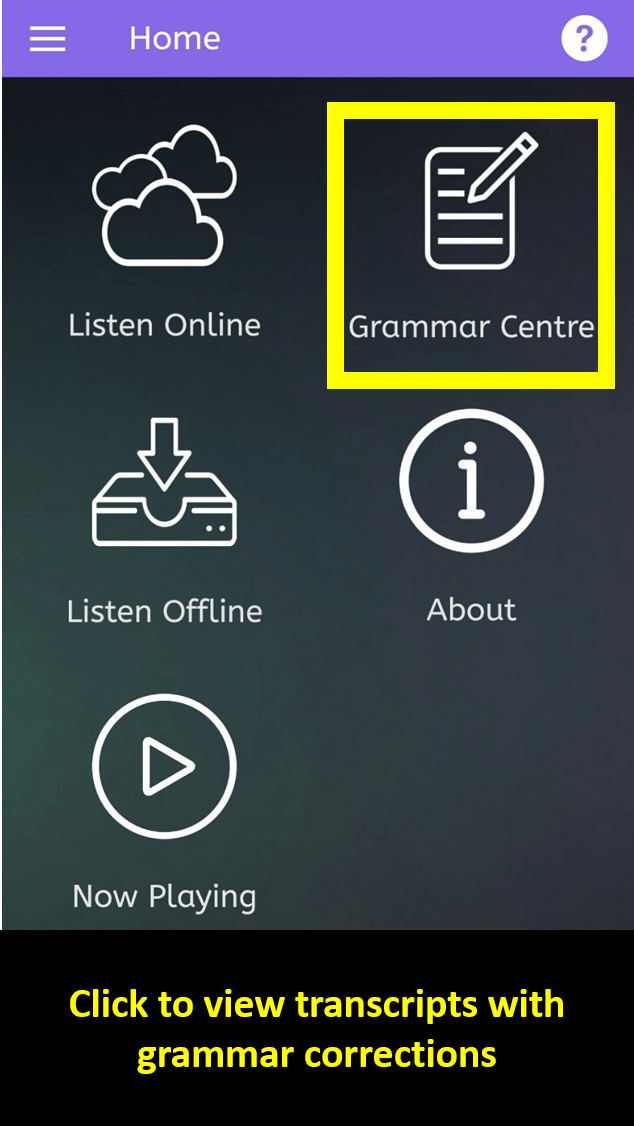 Home
?
Listen Online
Grammar Centre
Listen Offline
About
Now Playing
Click to view transcripts with
grammar corrections